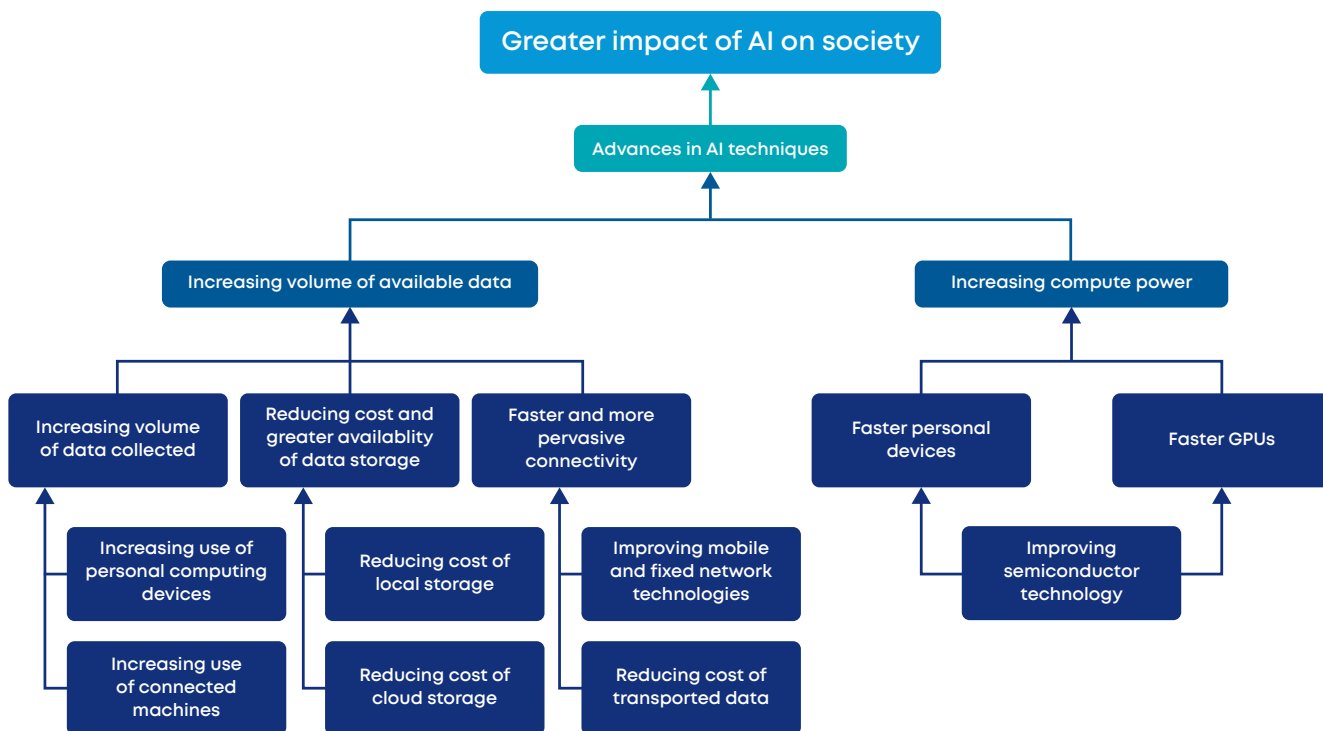 Greater impact of AI on society
Advances in AI techniques
Increasing volume of available data
Increasing compute power
Increasing volume
of data collected
Reducing cost and
greater availablity
of data storage
Faster and more
pervasive
connectivity
Faster personal
devices
Faster GPUs
Increasing use of
personal computing
devices
Reducing cost of
local storage
Improving mobile
and fixed network
technologies
Improving
semiconductor
technology
Increasing use
of connected
machines
Reducing cost of
cloud storage
Reducing cost of
transported data